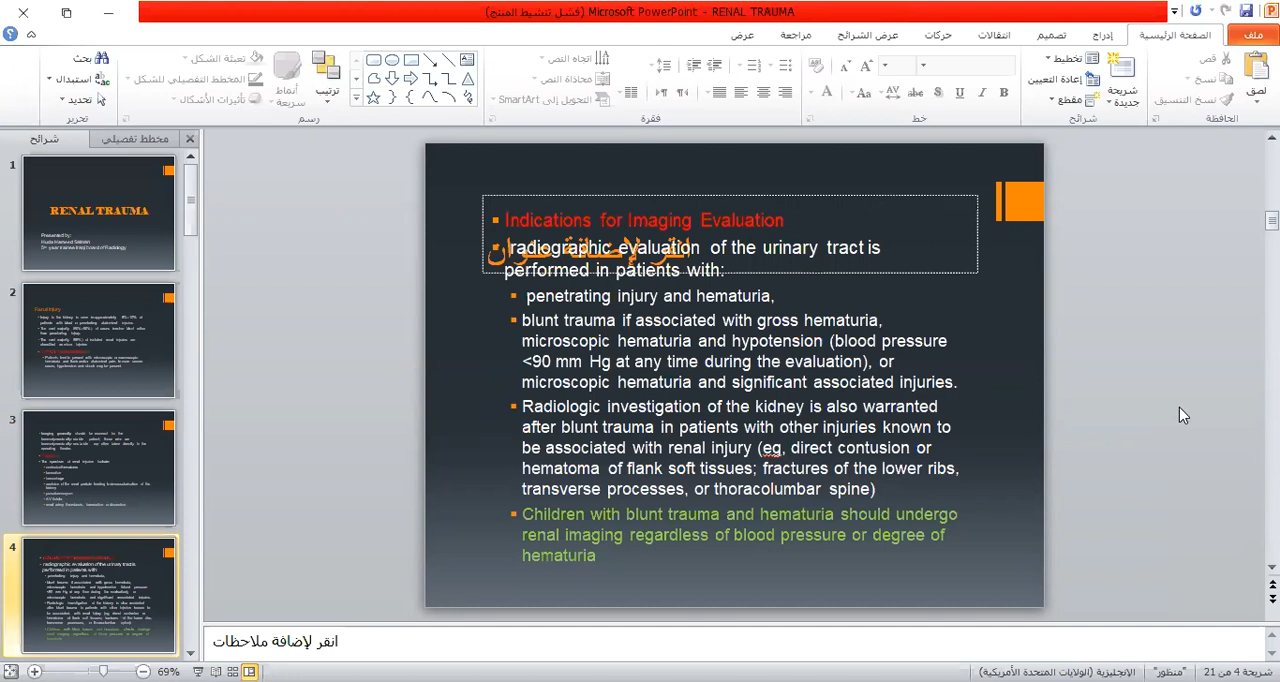 RENAL TRAUMA - Microsoft PowerPoint (فشل تنشيط المنتج)
ملف
الصفحة الرئيسية
إدراج
تصميم
انتقالات
حركات
عرض الشرائح
مراجعة
عرض
لصق
قص
نسخ
نسخ التنسيق
الحافظة
شريحة جديدة
تخطيط
إعادة التعيين
مقطع
شرائح
خط
اتجاه النص
محاذاة النص
التحويل إلى SmartArt
فقرة
ترتيب
أنماط سريعة
تعبئة الشكل
المخطط التفصيلي للشكل
تأثيرات الأشكال
رسم
بحث
استبدال
تحديد
تحرير
شرائح
مخطط تفصيلي
1
RENAL TRAUMA
Presented by:
2
3
4
Indications for Imaging Evaluation
انقر لإضافة عنوان
radiographic evaluation of the urinary tract is
performed in patients with:
penetrating injury and hematuria,
blunt trauma if associated with gross hematuria,
microscopic hematuria and hypotension (blood pressure
<90 mm Hg at any time during the evaluation), or
microscopic hematuria and significant associated injuries.
Radiologic investigation of the kidney is also warranted
after blunt trauma in patients with other injuries known to
be associated with renal injury (eg, direct contusion or
hematoma of flank soft tissues; fractures of the lower ribs,
transverse processes, or thoracolumbar spine)
Children with blunt trauma and hematuria should undergo
renal imaging regardless of blood pressure or degree of
hematuria
انقر لإضافة ملاحظات
شريحة 4 من 21
"منظور"
الإنجليزية (الولايات المتحدة الأمريكية)
69%